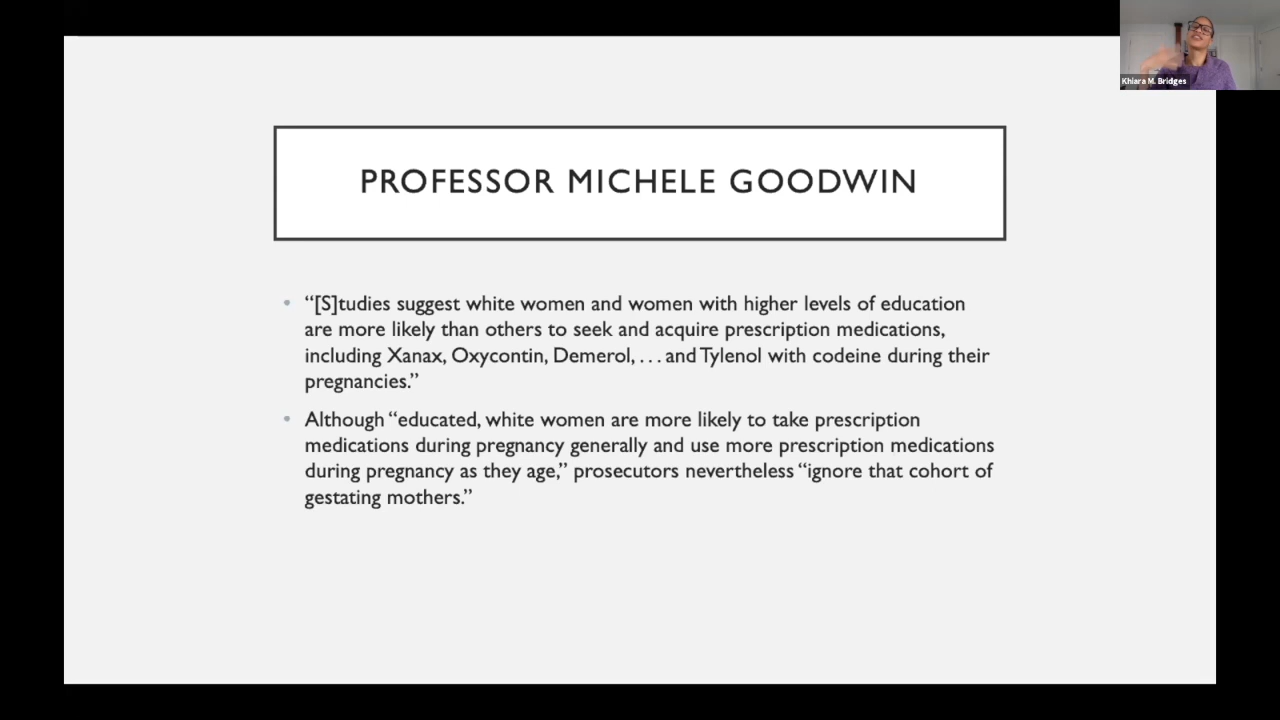 Khiara M. Bridges
PROFESSOR MICHELE GOODWIN
• “[S]tudies suggest white women and women with higher levels of education
are more likely than others to seek and acquire prescription medications,
including Xanax, Oxycontin, Demerol, . . . and Tylenol with codeine during their
pregnancies.”
• Although “educated, white women are more likely to take prescription
medications during pregnancy generally and use more prescription medications
during pregnancy as they age,” prosecutors nevertheless “ignore that cohort of
gestating mothers.”